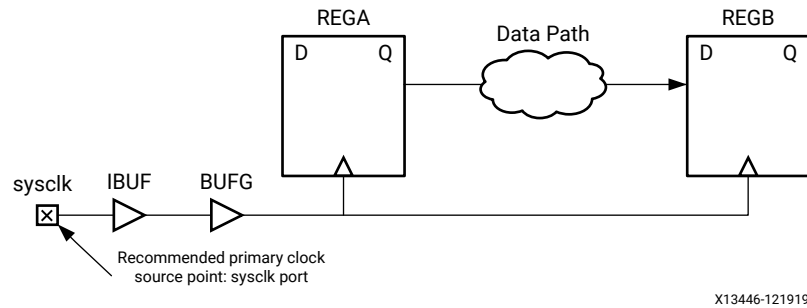 REGA
REGB
Data Path
D Q
D Q
sysclk
IBUF
BUFG
Recommended primary clock
source point: sysclk port
X13446-121919